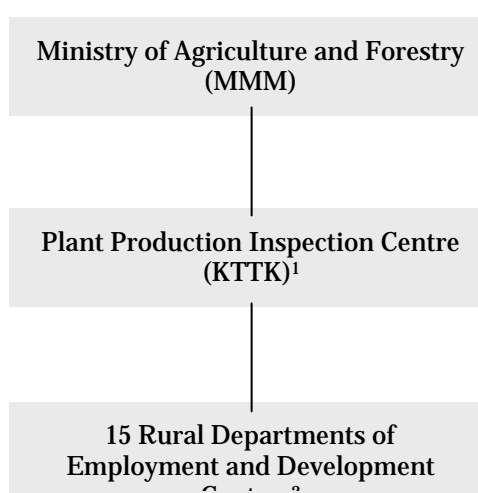 Ministry of Agriculture and Forestry
(MMM)
Plant Production Inspection Centre
(KTTK)¹
15 Rural Departments of
Employment and Development